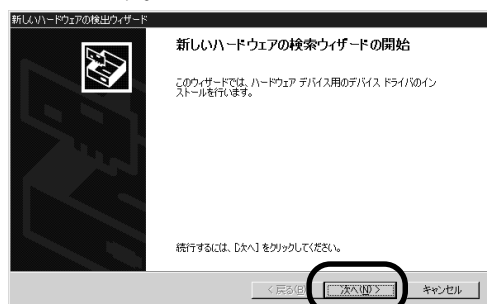 新しいハードウェアの検出ウィザード
新しいハードウェアの検索ウィザードの開始
このウィザードでは、ハードウェア デバイス用のデバイス ドライバのイン
ストールを行います。
続行するには、[次へ] をクリックしてください。
< 戻る(B)
次へ(N) >
キャンセル